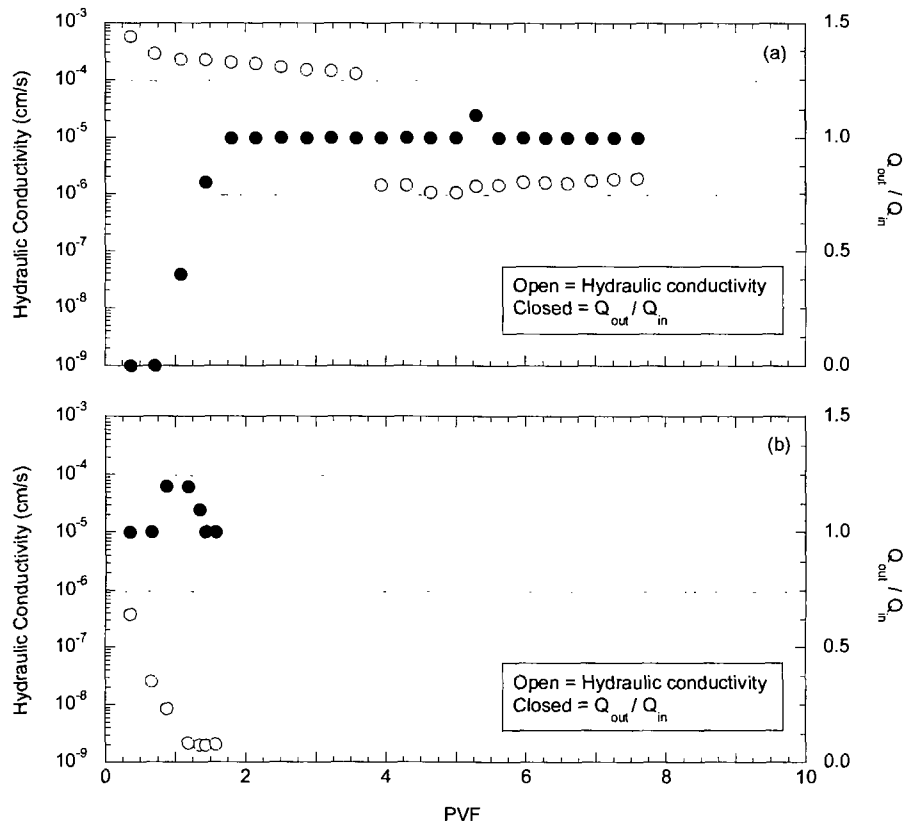 (a)
Hydraulic Conductivity (cm/s)
10^-3
10^-4
10^-5
10^-6
10^-7
10^-8
10^-9
1.5
1.0
0.5
0.0
Q_out / Q_in
Open = Hydraulic conductivity
Closed = Q_out / Q_in
(b)
Hydraulic Conductivity (cm/s)
10^-3
10^-4
10^-5
10^-6
10^-7
10^-8
10^-9
1.5
1.0
0.5
0.0
Q_out / Q_in
Open = Hydraulic conductivity
Closed = Q_out / Q_in
0 2 4 6 8 10
PVF